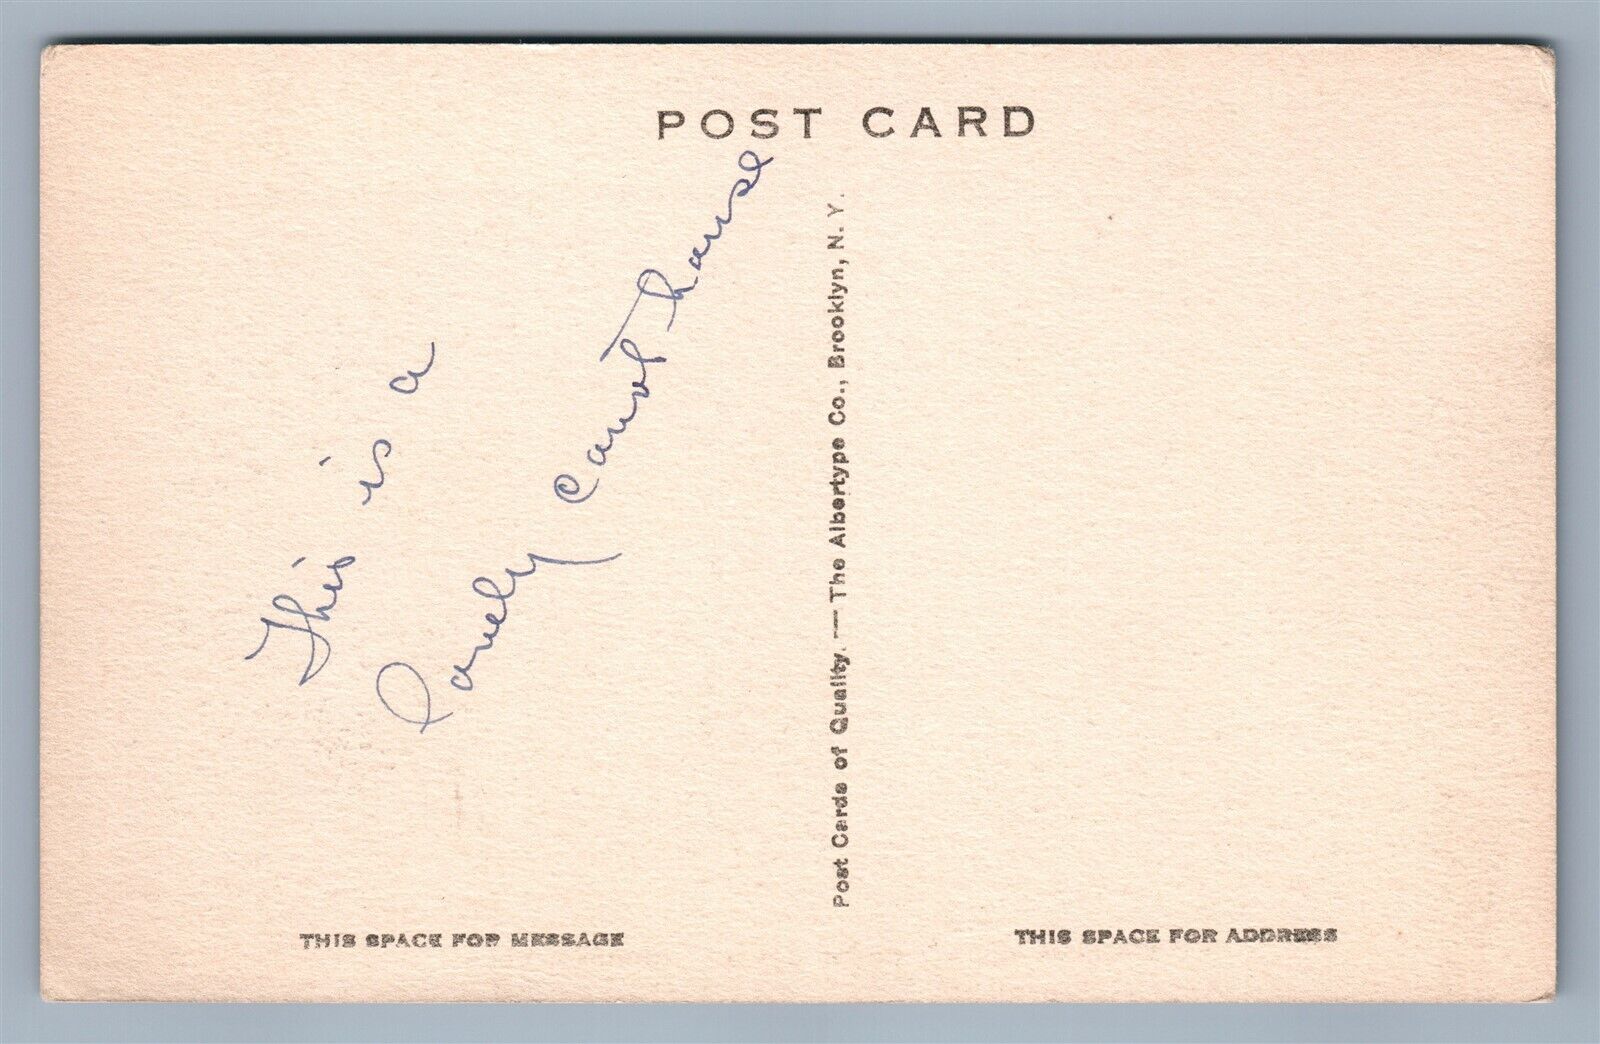 POST CARD
This is a
lovely Court house
Post Cards of Quality. — The Albertype Co., Brooklyn, N. Y.
THIS SPACE FOR MESSAGE
THIS SPACE FOR ADDRESS